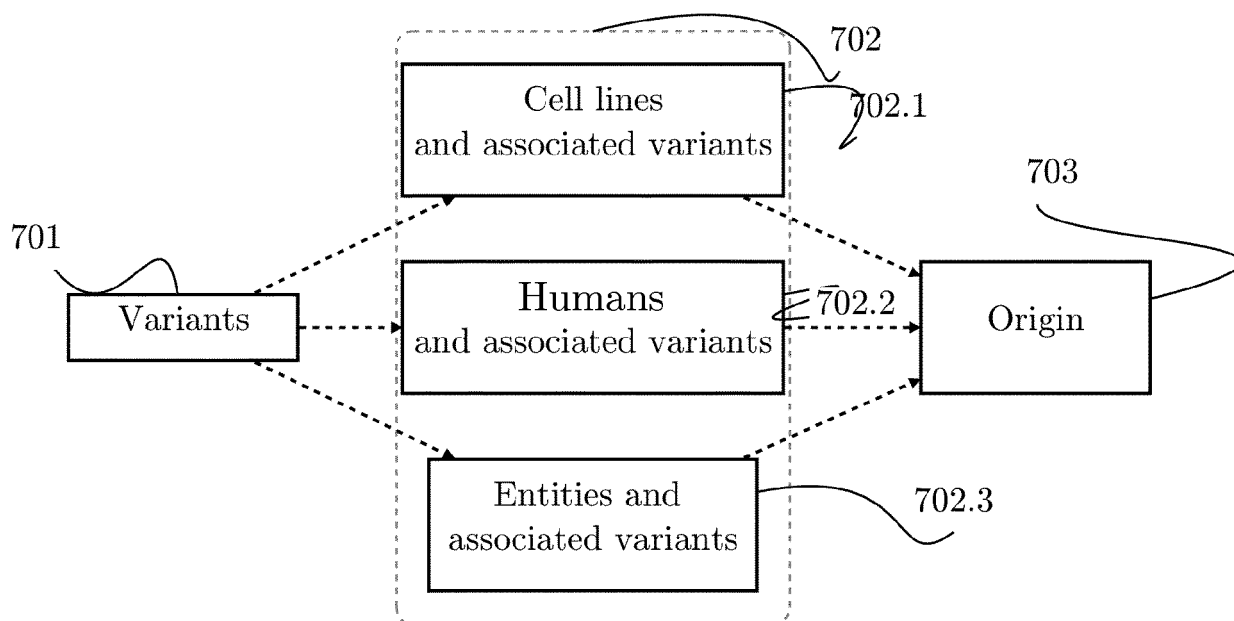 702
Cell lines
and associated variants
702.1
703
701
Variants
Humans
and associated variants
702.2
Origin
Entities and
associated variants
702.3